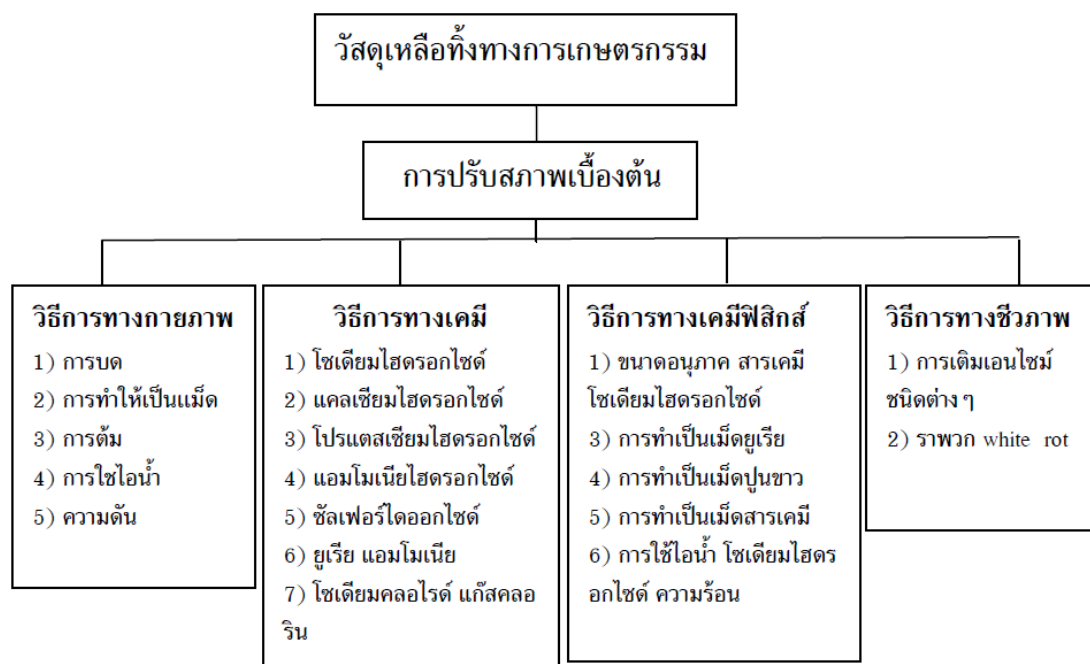 วัสดุเหลือทิ้งทางการเกษตรกรรม
การปรับสภาพเบื้องต้น
วิธีการทางกายภาพ
1) การบด
2) การทำให้เป็นแม็ด
3) การต้ม
4) การใชไอน้ำ
5) ความดัน
วิธีการทางเคมี
1) โซเดียมไฮดรอกไซด์
2) แคลเซียมไฮดรอกไซด์
3) โปรแตสเซียมไฮดรอกไซด์
4) แอมโมเนียไฮดรอกไซด์
5) ซัลเฟอร์ไดออกไซด์
6) ยูเรีย แอมโมเนีย
7) โซเดียมคลอไรด์ แก๊สคลอ
ริน
วิธีการทางเคมีฟิสิกส์
1) ขนาดอนุภาค สารเคมี
โซเดียมไฮดรอกไซด์
3) การทำเป็นเม็ดยูเรีย
4) การทำเป็นเม็ดปูนขาว
5) การทำเป็นเม็ดสารเคมี
6) การใช้ไอน้ำ โซเดียมไฮดร
อกไซด์ ความร้อน
วิธีการทางชีวภาพ
1) การเติมเอนไซม์
ชนิดต่าง ๆ
2) ราพวก white rot